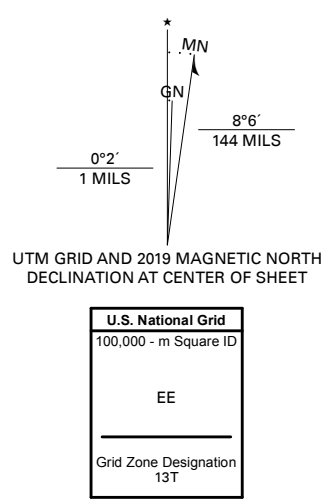 ★
MN
GN
8°6´
144 MILS
0°2´
1 MILS
UTM GRID AND 2019 MAGNETIC NORTH
DECLINATION AT CENTER OF SHEET
U.S. National Grid
100,000 - m Square ID
EE
Grid Zone Designation
13T